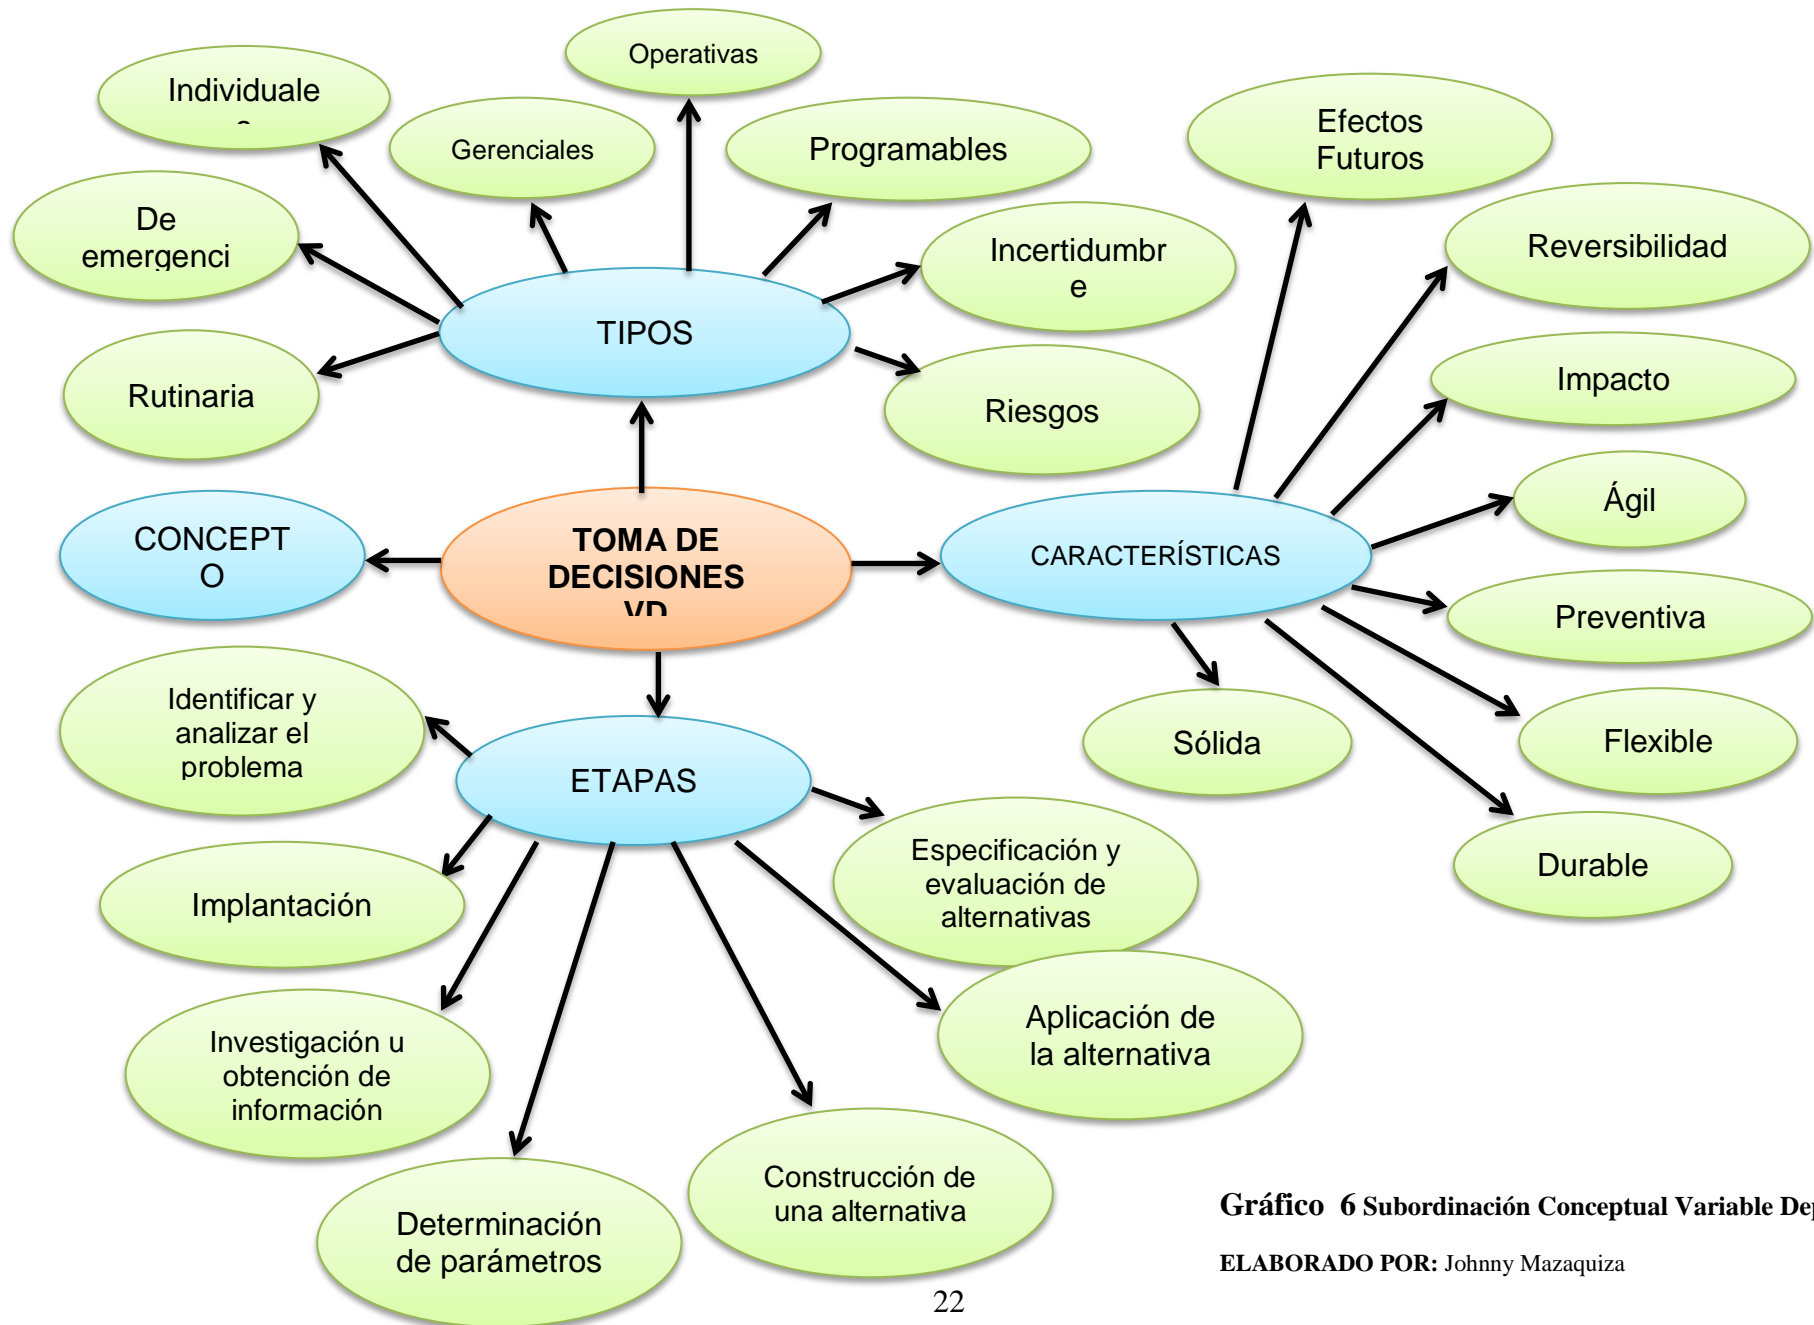 Operativas
Individuale
Gerenciales
Programables
Efectos
Futuros
De
emergenci
Incertidumbr
e
Reversibilidad
TIPOS
Rutinaria
Riesgos
Impacto
CONCEPT
O
TOMA DE
DECISIONES
VD
CARACTERÍSTICAS
Ágil
Preventiva
Identificar y
analizar el
problema
ETAPAS
Sólida
Flexible
Especificación y
evaluación de
alternativas
Durable
Implantación
Aplicación de
la alternativa
Investigación u
obtención de
información
Construcción de
una alternativa
Determinación
de parámetros
Gráfico 6 Subordinación Conceptual Variable Dep
ELABORADO POR: Johnny Mazaquiza
22